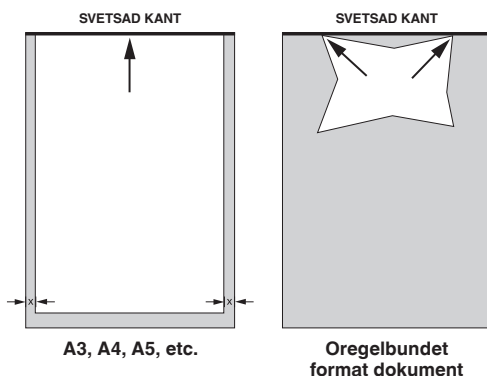 SVETSAD KANT
SVETSAD KANT
x
x
A3, A4, A5, etc.
Oregelbundet
format dokument